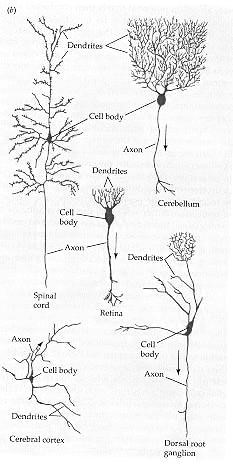 (b)
Dendrites
Cell body
Axon
Cerebellum
Dendrites
Cell
body
Axon
Spinal
cord
Retina
Dendrites
Cell
body
Axon
Dorsal root
ganglion
Axon
Cell body
Dendrites
Cerebral cortex